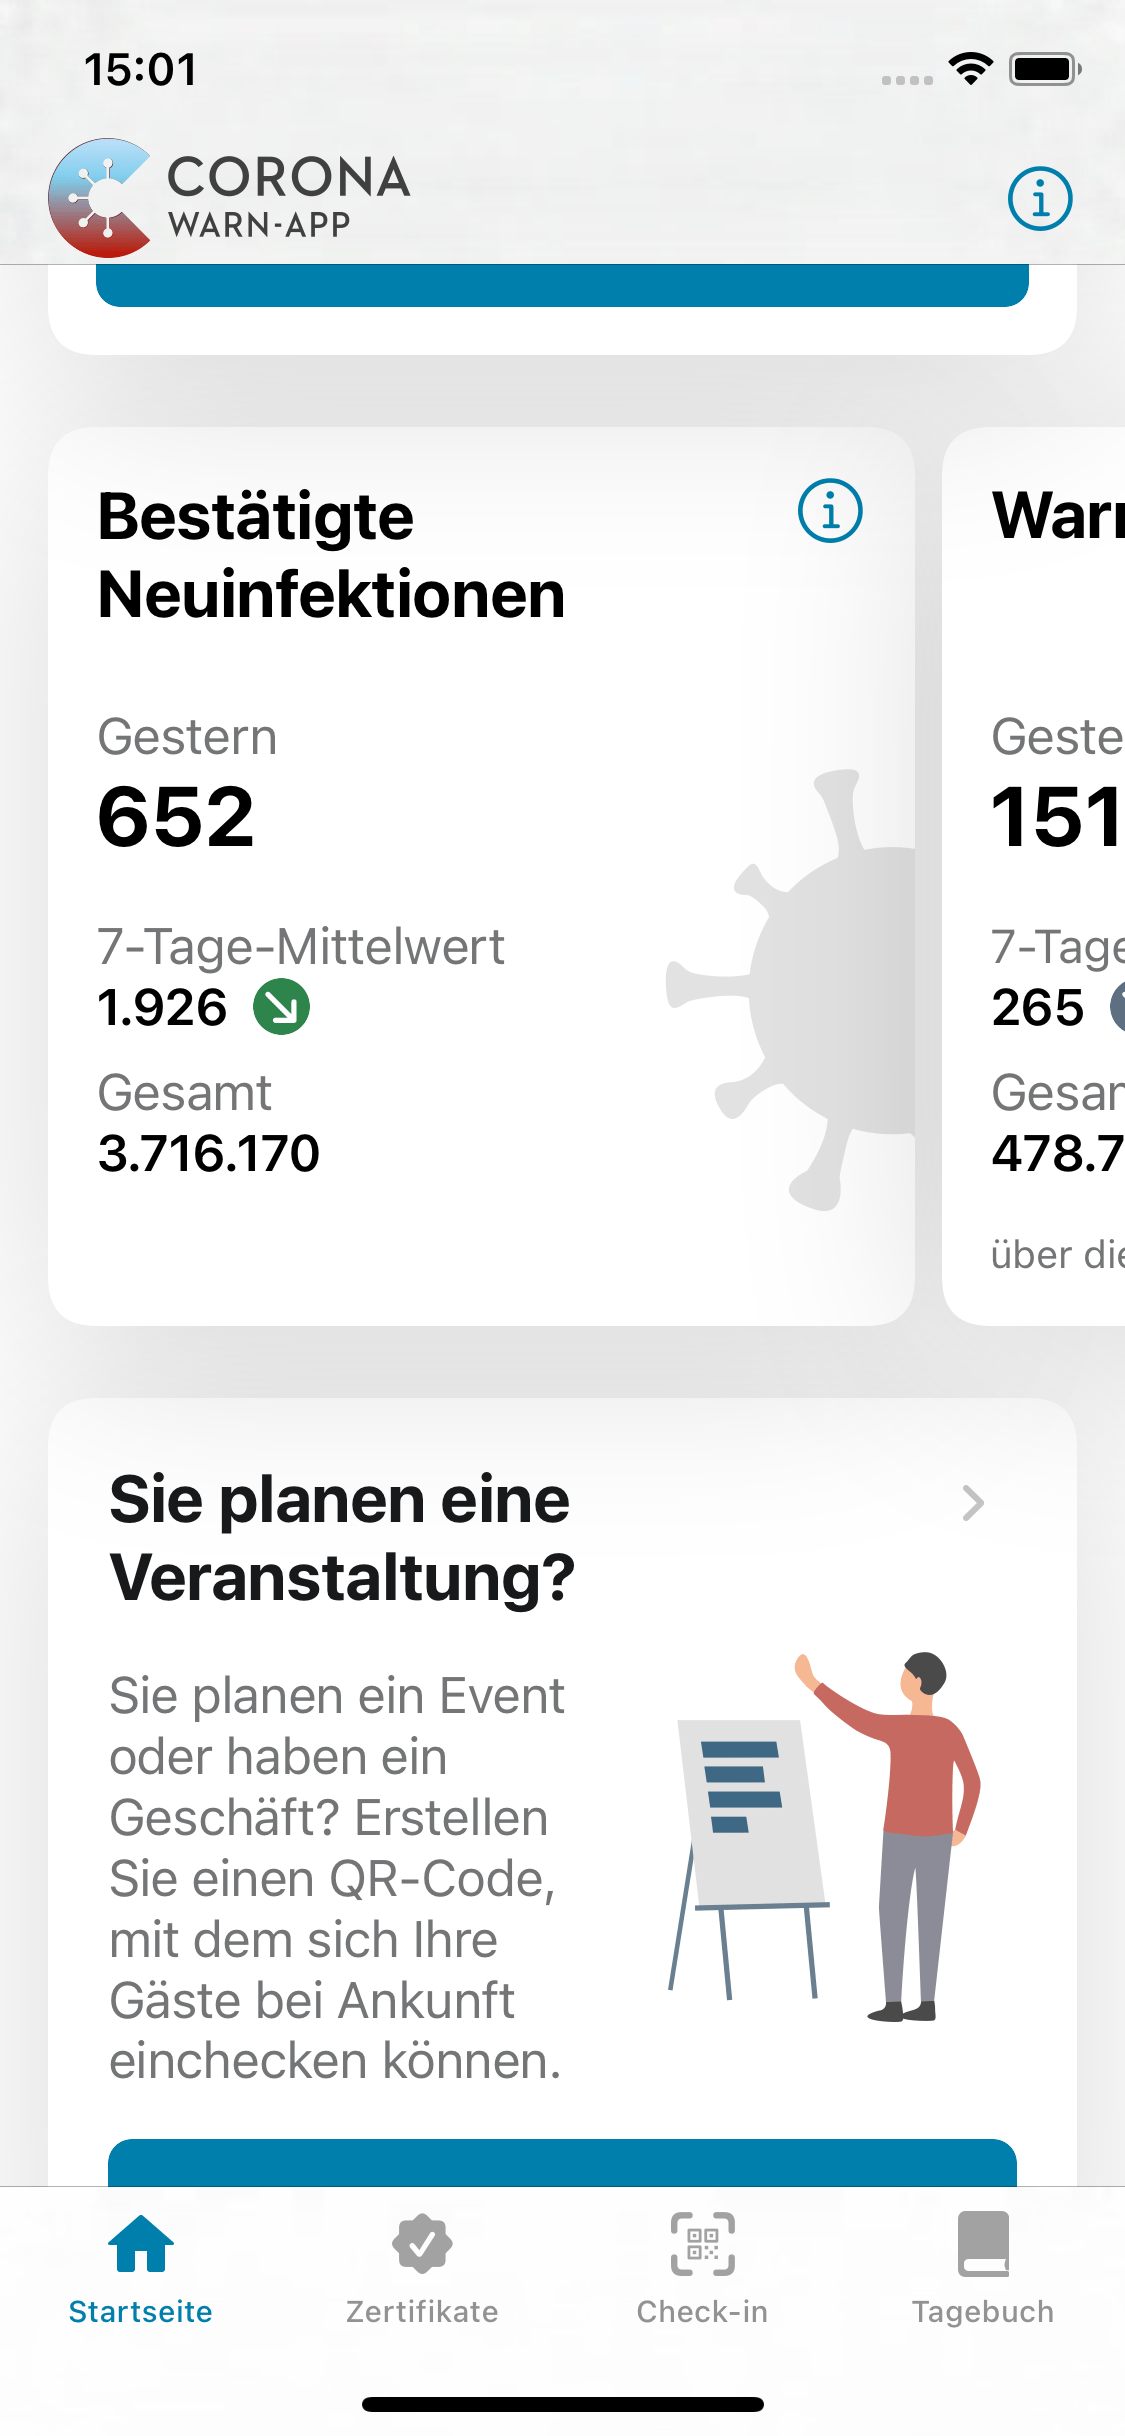 15:01
CORONA
WARN-APP
Bestätigte
Neuinfektionen
Gestern
652
7-Tage-Mittelwert
1.926
Gesamt
3.716.170
Warn
Geste
151
7-Tage
265
Gesam
478.7
über die
Sie planen eine
Veranstaltung?
Sie planen ein Event
oder haben ein
Geschäft? Erstellen
Sie einen QR-Code,
mit dem sich Ihre
Gäste bei Ankunft
einchecken können.
Startseite
Zertifikate
Check-in
Tagebuch